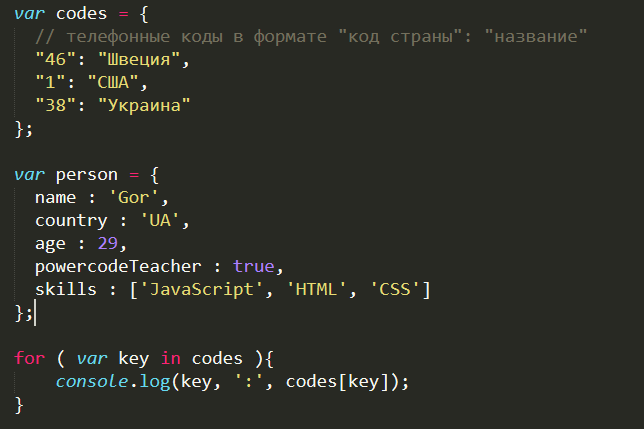 var codes = {
  // телефонные коды в формате "код страны": "название"
  "46": "Швеция",
  "1": "США",
  "38": "Украина"
};

var person = {
  name : 'Gor',
  country : 'UA',
  age : 29,
  powercodeTeacher : true,
  skills : ['JavaScript', 'HTML', 'CSS']
};

for ( var key in codes ){
    console.log(key, ':', codes[key]);
}